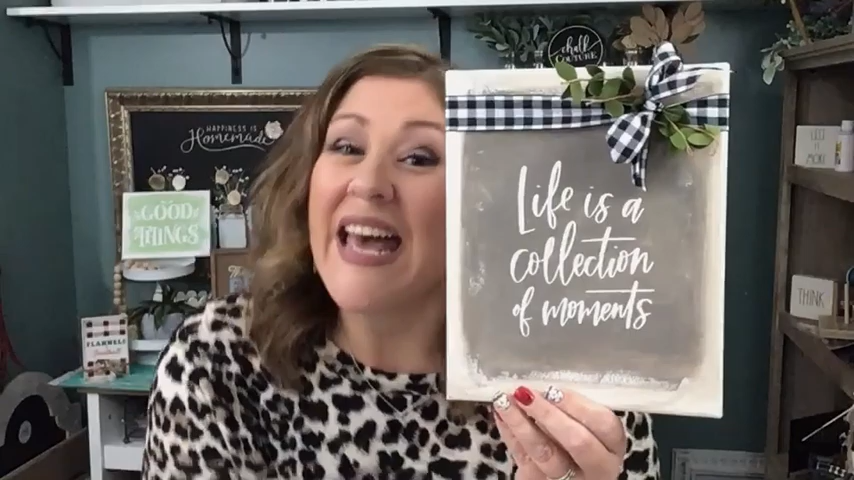 chalk
COUTURE
HAPPINESS IS
Homemade
GOOD
THINGS
FLANNELS
Life is a
collection
of moments
THINK